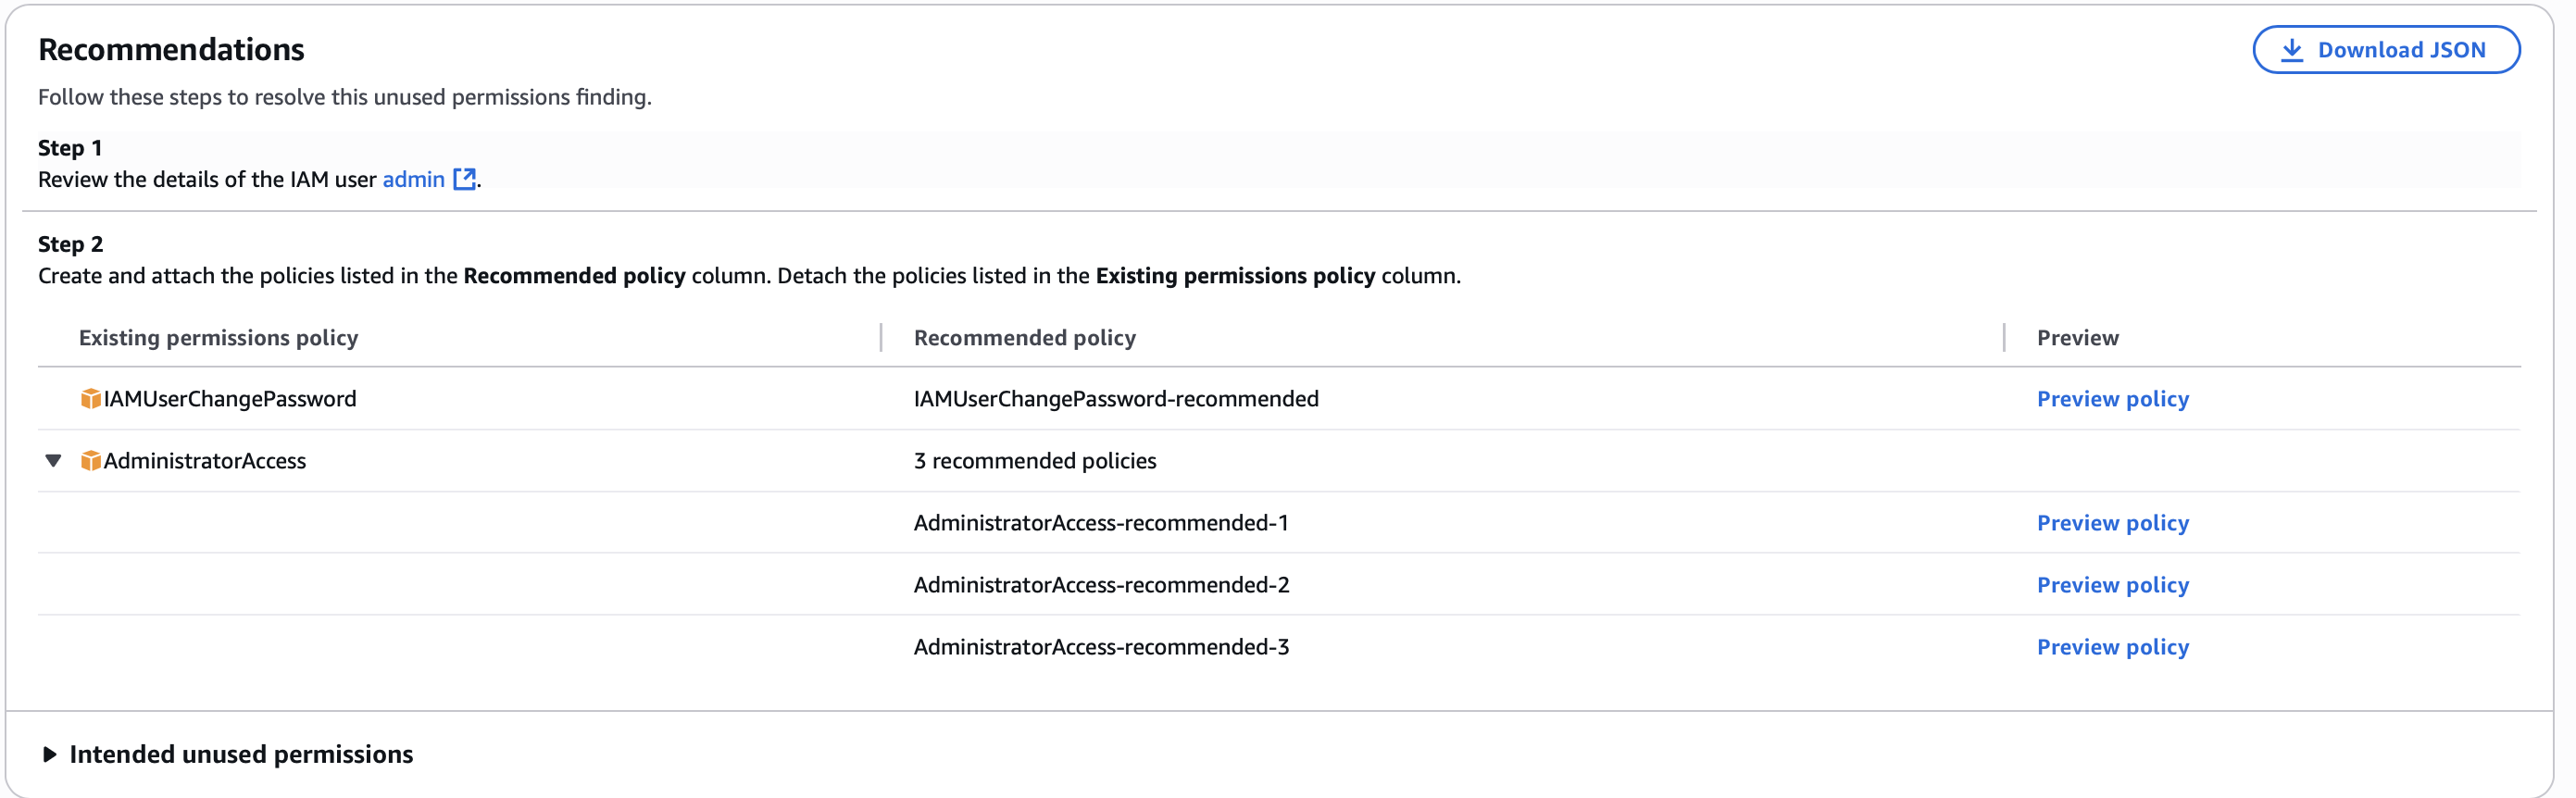 Recommendations
Download JSON
Follow these steps to resolve this unused permissions finding.
Step 1
Review the details of the IAM user admin.
Step 2
Create and attach the policies listed in the Recommended policy column. Detach the policies listed in the Existing permissions policy column.
Existing permissions policy Recommended policy Preview
IAMUserChangePassword IAMUserChangePassword-recommended Preview policy
AdministratorAccess 3 recommended policies
AdministratorAccess-recommended-1 Preview policy
AdministratorAccess-recommended-2 Preview policy
AdministratorAccess-recommended-3 Preview policy
Intended unused permissions